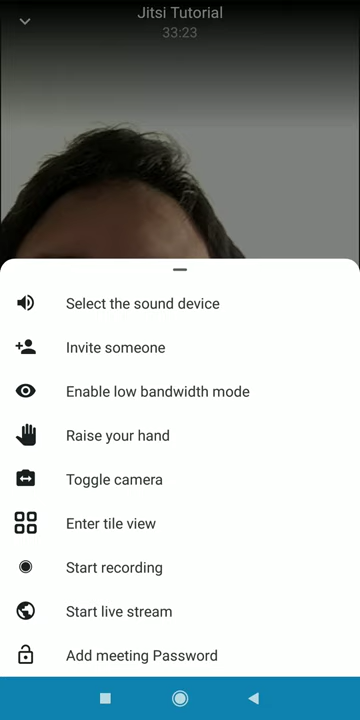 Jitsi Tutorial
33:23
Select the sound device
Invite someone
Enable low bandwidth mode
Raise your hand
Toggle camera
Enter tile view
Start recording
Start live stream
Add meeting Password